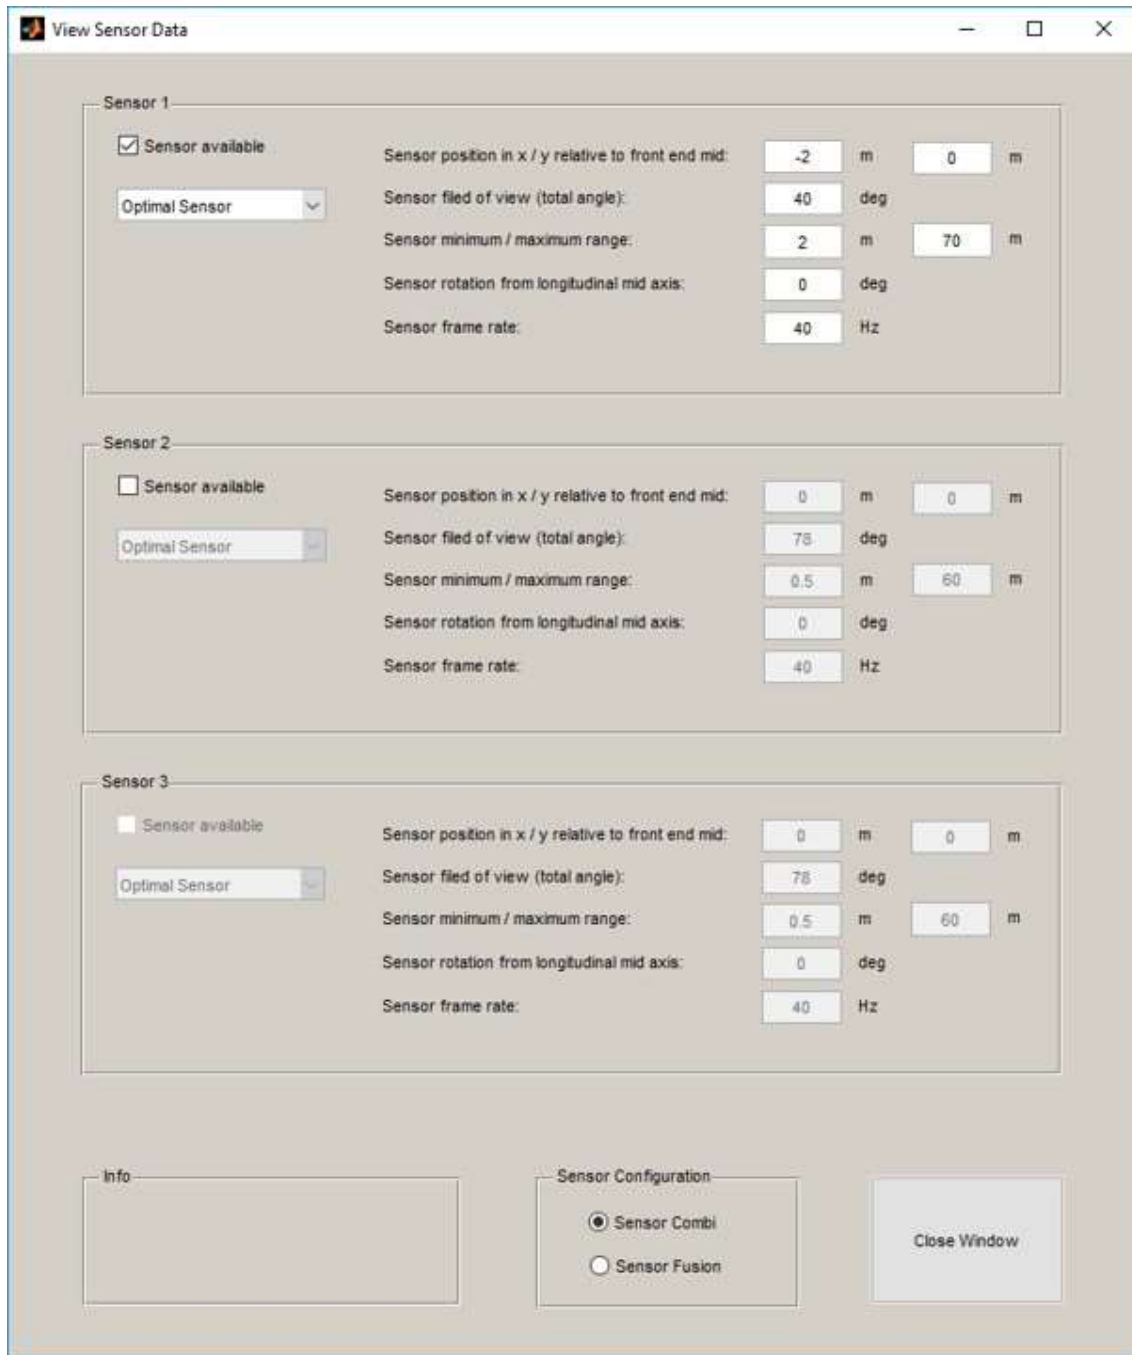 View Sensor Data
Sensor 1
Sensor available
Optimal Sensor
Sensor position in x / y relative to front end mid: -2 m 0 m
Sensor filed of view (total angle): 40 deg
Sensor minimum / maximum range: 2 m 70 m
Sensor rotation from longitudinal mid axis: 0 deg
Sensor frame rate: 40 Hz
Sensor 2
Sensor available
Optimal Sensor
Sensor position in x / y relative to front end mid: 0 m 0 m
Sensor filed of view (total angle): 78 deg
Sensor minimum / maximum range: 0.5 m 60 m
Sensor rotation from longitudinal mid axis: 0 deg
Sensor frame rate: 40 Hz
Sensor 3
Sensor available
Optimal Sensor
Sensor position in x / y relative to front end mid: 0 m 0 m
Sensor filed of view (total angle): 78 deg
Sensor minimum / maximum range: 0.5 m 60 m
Sensor rotation from longitudinal mid axis: 0 deg
Sensor frame rate: 40 Hz
Info
Sensor Configuration
Sensor Combi
Sensor Fusion
Close Window